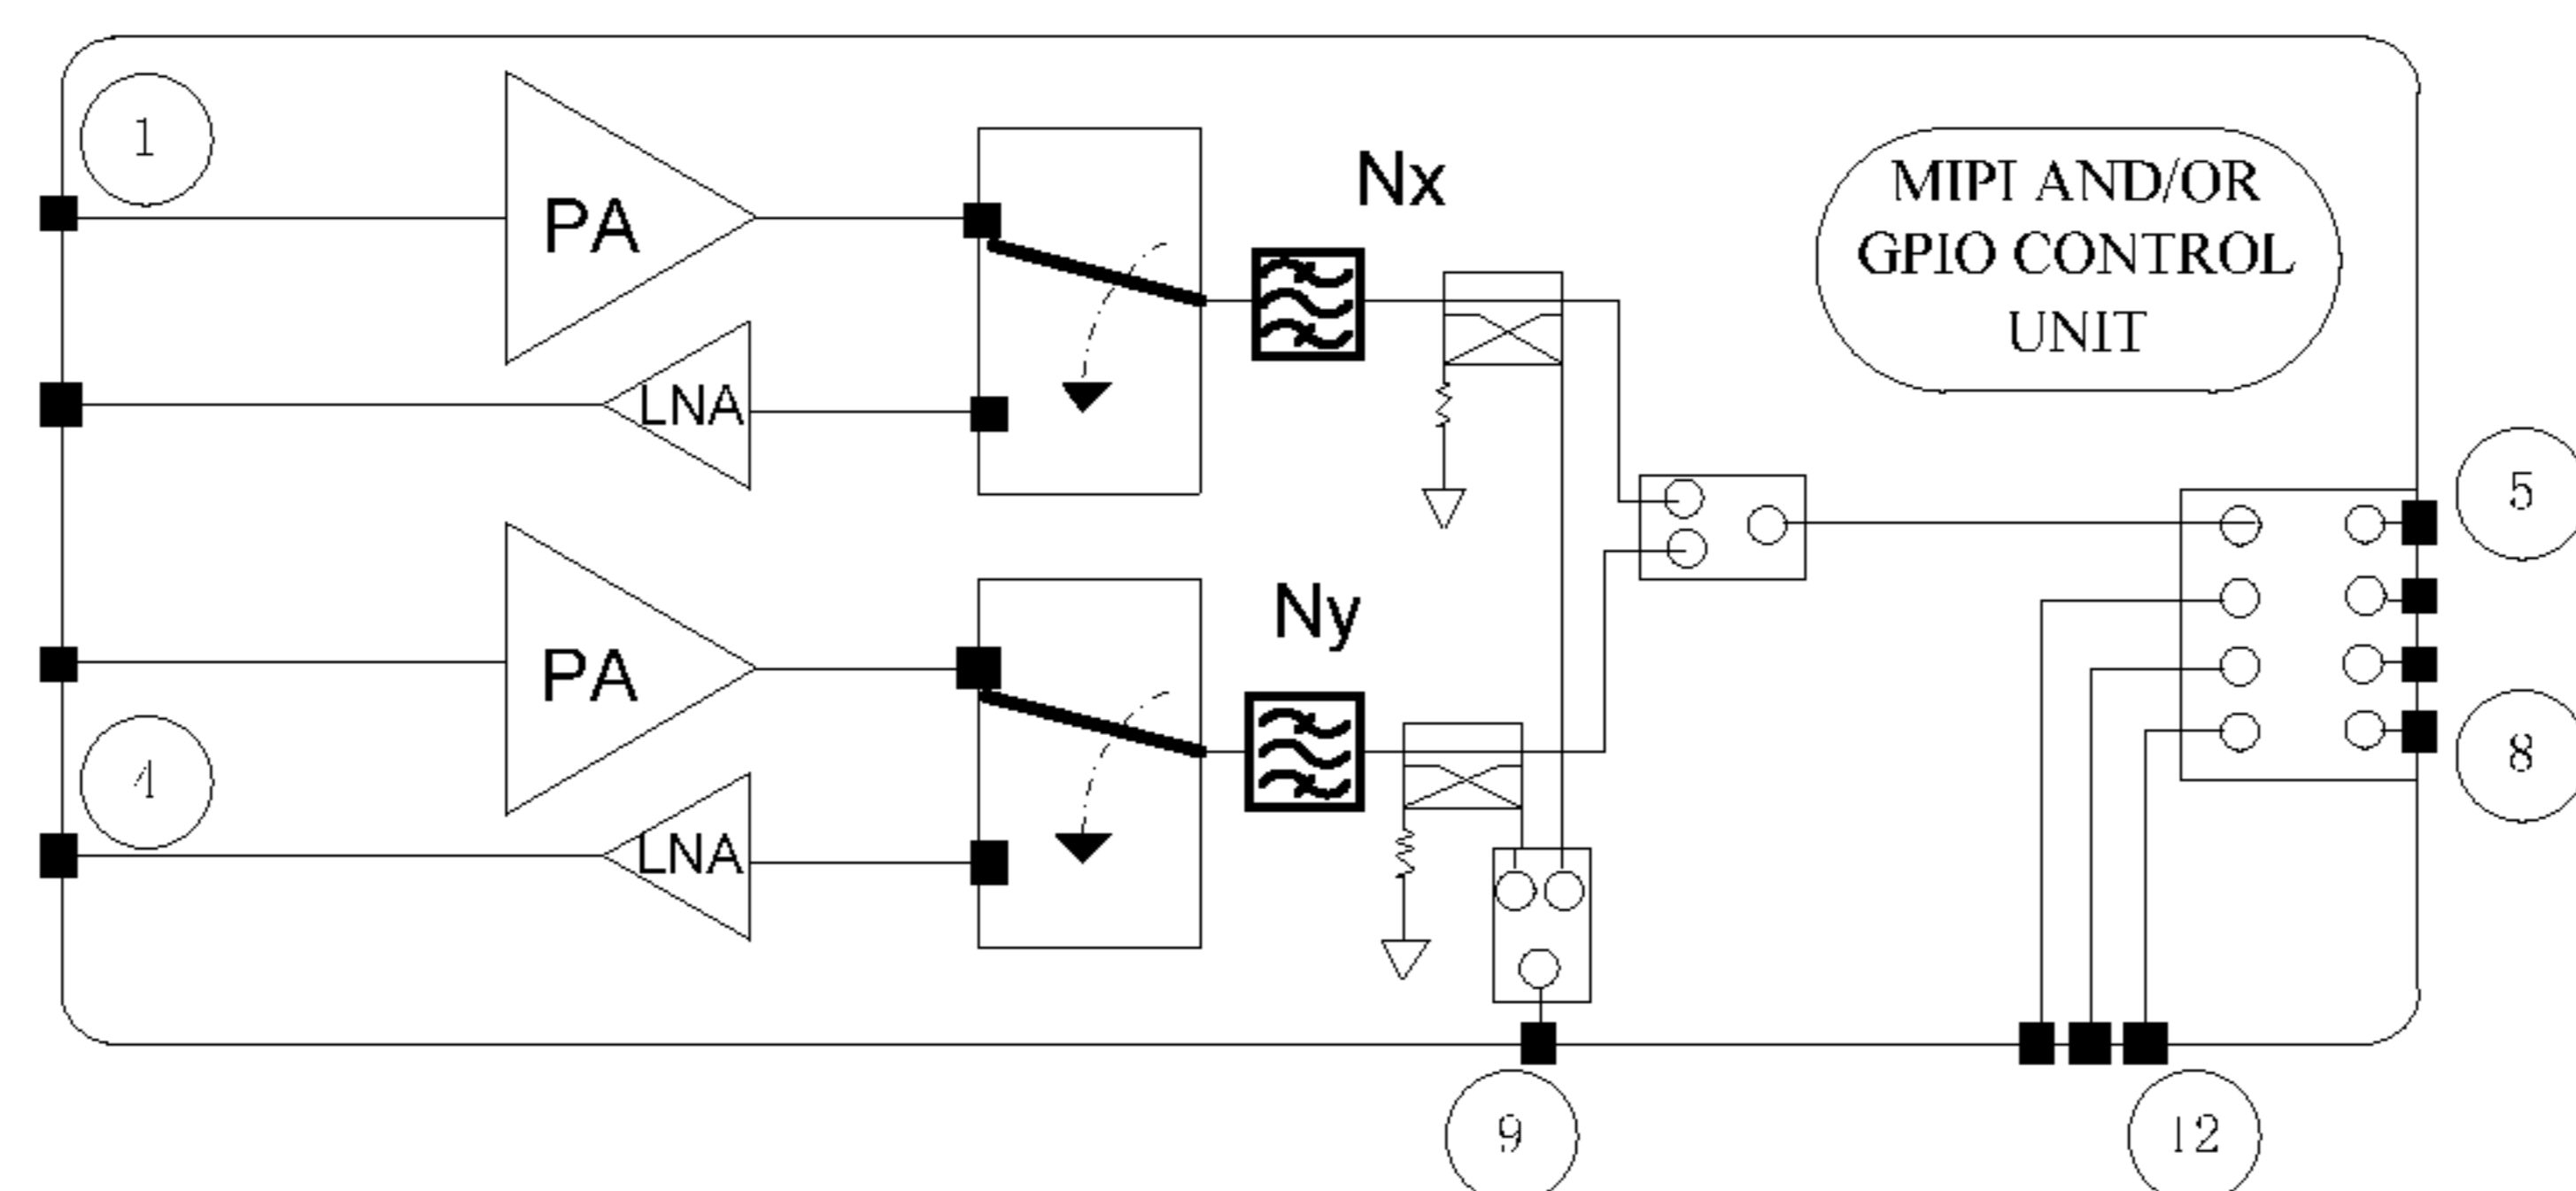 1
PA
Nx
MIPI AND/OR
GPIO CONTROL
UNIT
LNA
5
PA
Ny
4
LNA
8
9
12